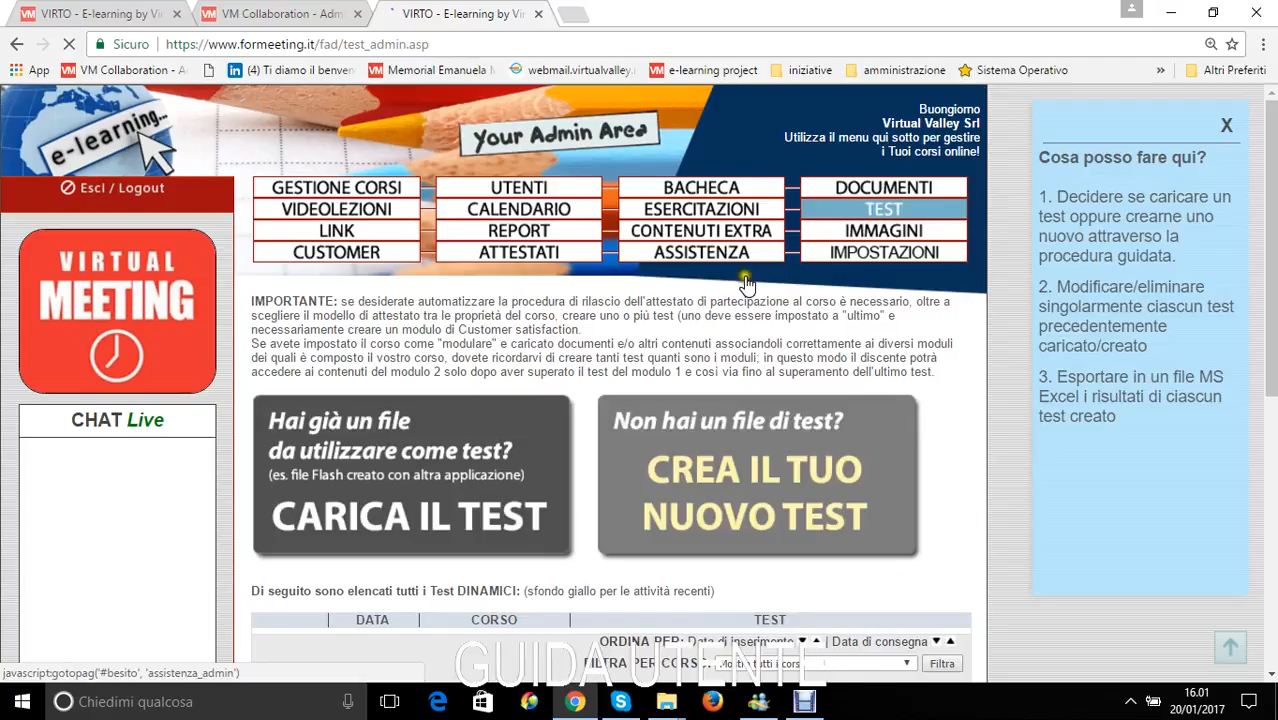 VIRTO - E-learning by Vi
VM Collaboration - Adm
VIRTO - E-learning by Vi
Sicuro
https://www.formeeting.it/fad/test_admin.asp
App
VM Collaboration - A
(4) Ti diamo il benve
Memorial Emanuela
webmail.virtualvalley.
e-learning project
iniziative
amministrazione
Sistema Operativo
»
Altri Preferiti
e-learning...
Your Admin Area
Buongiorno
Virtual Valley Srl
Utilizza il menu qui sotto per gestire
i Tuoi corsi online!
Esci / Logout
GESTIONE CORSI
UTENTI
BACHECA
DOCUMENTI
VIDEOLEZIONI
CALENDARIO
ESERCITAZIONI
TEST
LINK
REPORT
CONTENUTI EXTRA
IMMAGINI
CUSTOMER
ATTESTATI
ASSISTENZA
IMPOSTAZIONI
VIRTUAL
MEETING
CHAT Live
IMPORTANTE: se desiderate automatizzare la procedura di rilascio dell'attestato di partecipazione al corso è necessario, oltre a
scegliere il modello di attestato tra le proprietà del corso, creare uno o più test (uno deve essere impostato a "ultimo" e
necessariamente creare un modulo di Customer satisfaction.
Se avete impostato il corso come "modulare" e caricato documenti e/o altri contenuti associandoli correttamente ai diversi moduli
dei quali è composto il vostro corso, dovete ricordarvi di creare tanti test quanti sono i moduli; in questo modo il discente potrà
accedere ai contenuti del modulo 2 solo dopo aver superato il test del modulo 1 e così via fino al superamento dell'ultimo test.
Hai già un file
da utilizzare come test?
(es. file Flash creato con altra applicazione)
CARICA IL TEST
Non hai un file di test?
CREA IL TUO
NUOVO TEST
Di seguito sono elencati tutti i Test DINAMICI: (sfondo giallo per le attività recenti)
DATA
CORSO
TEST
ORDINA PER: Data di inserimento ▼ ▲ | Data di consegna ▼ ▲
FILTRA PER CORSO: Mostra tutti i corsi
Filtra
X
Cosa posso fare qui?
1. Decidere se caricare un
test oppure crearne uno
nuovo attraverso la
procedura guidata.
2. Modificare/eliminare
singolarmente ciascun test
precedentemente
caricato/creato
3. Esportare in un file MS
Excel i risultati di ciascun
test creato
GUIDA UTENTE
javascript:gotopag('#besito', 'assistenza_admin')
Chiedimi qualcosa
16.01
20/01/2017